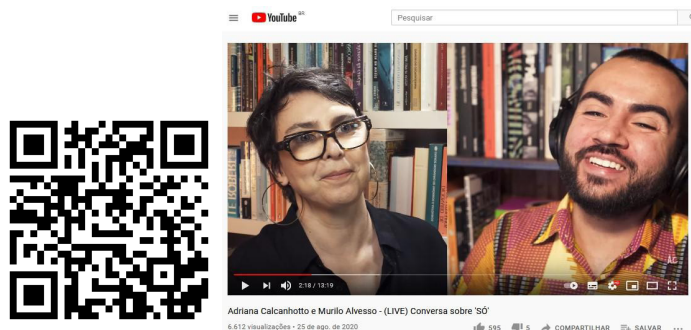 YouTube BR
Pesquisar
2:18 / 13:19
AC
Adriana Calcanhotto e Murilo Alvesso - (LIVE) Conversa sobre 'SÓ'
6.612 visualizações • 25 de ago. de 2020
595 5 COMPARTILHAR SALVAR ...